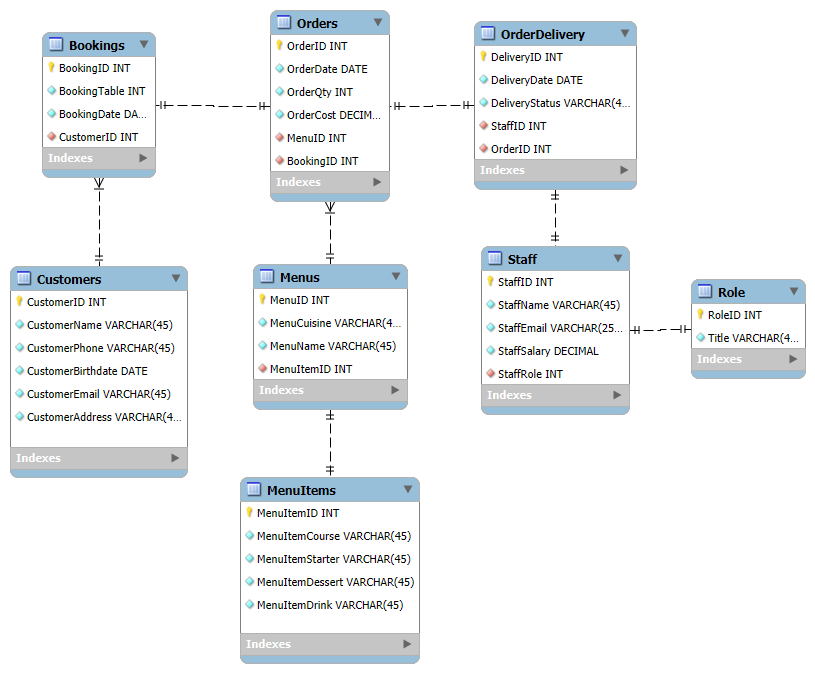 Bookings
BookingID INT
BookingTable INT
BookingDate DA...
CustomerID INT
Indexes
Orders
OrderID INT
OrderDate DATE
OrderQty INT
OrderCost DECIM...
MenuID INT
BookingID INT
Indexes
OrderDelivery
DeliveryID INT
DeliveryDate DATE
DeliveryStatus VARCHAR(4...
StaffID INT
OrderID INT
Indexes
Customers
CustomerID INT
CustomerName VARCHAR(45)
CustomerPhone VARCHAR(45)
CustomerBirthdate DATE
CustomerEmail VARCHAR(45)
CustomerAddress VARCHAR(4...
Indexes
Menus
MenuID INT
MenuCuisine VARCHAR(4...
MenuName VARCHAR(45)
MenuItemID INT
Indexes
Staff
StaffID INT
StaffName VARCHAR(45)
StaffEmail VARCHAR(25...
StaffSalary DECIMAL
StaffRole INT
Indexes
Role
RoleID INT
Title VARCHAR(4...
Indexes
MenuItems
MenuItemID INT
MenuItemCourse VARCHAR(45)
MenuItemStarter VARCHAR(45)
MenuItemDessert VARCHAR(45)
MenuItemDrink VARCHAR(45)
Indexes